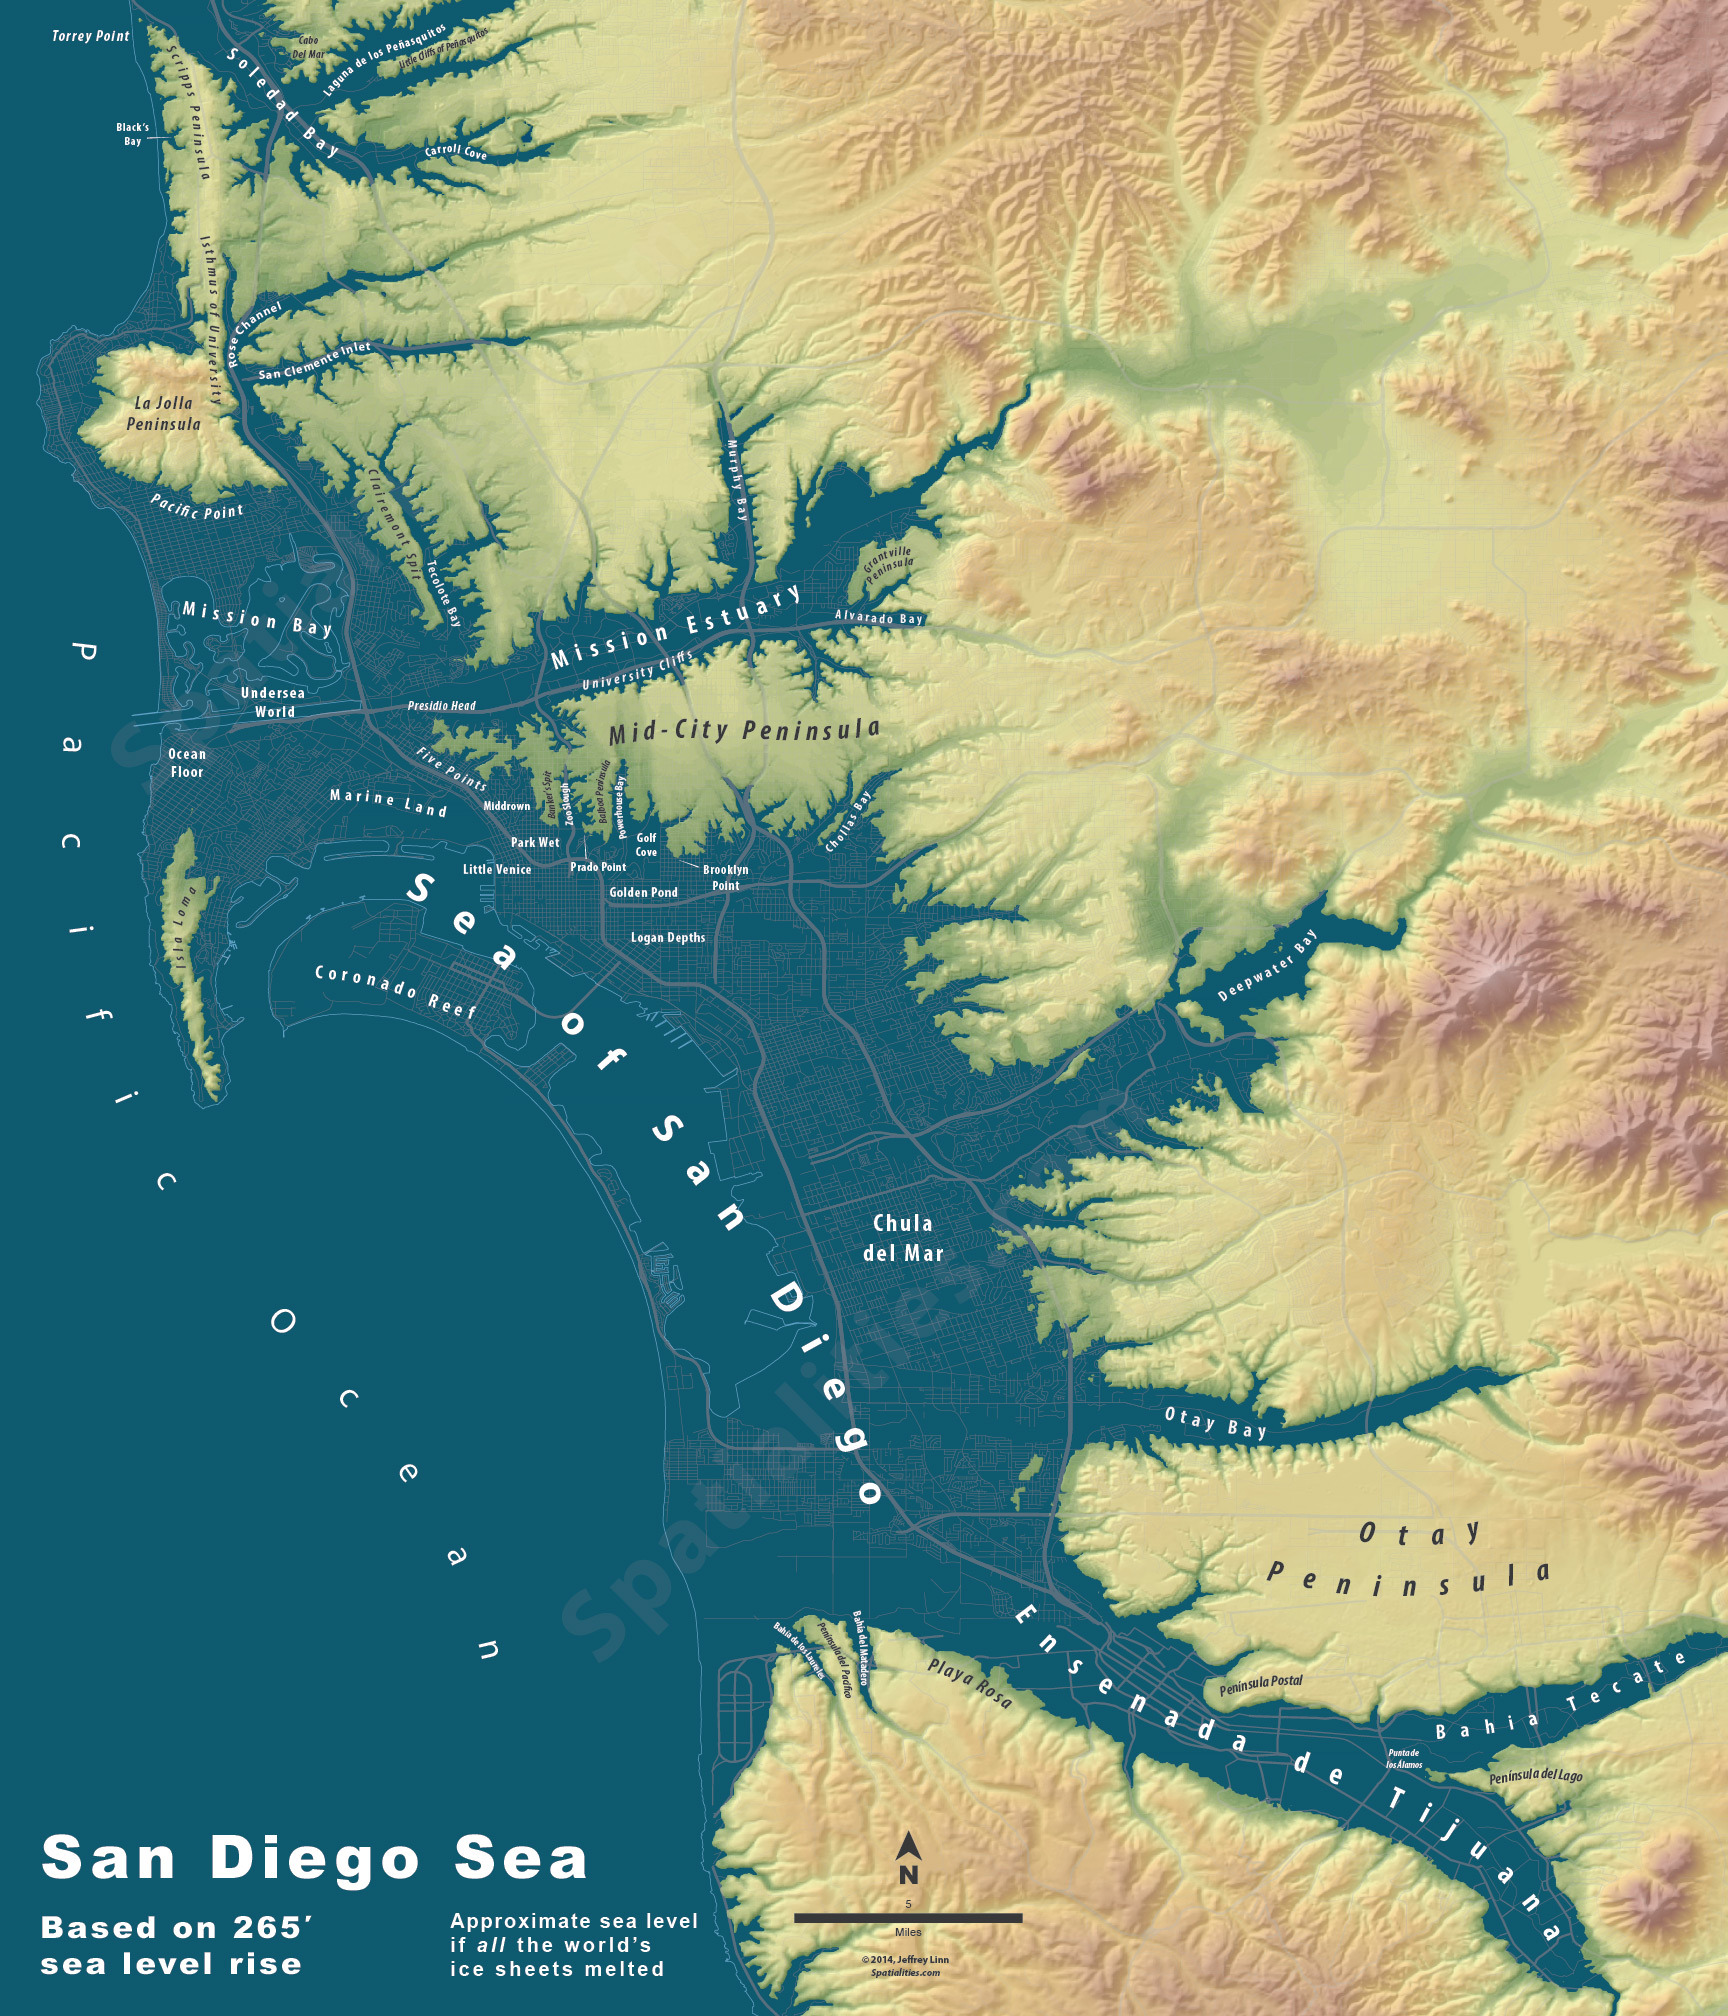 Torrey Point
Scripps Peninsula
Soledad Bay
Cabo
Del Mar
Laguna de los Peñasquitos
Little Cliffs of Peñasquitos
Black's
Bay
Carroll Cove
Isthmus of University
Rose Channel
San Clemente Inlet
La Jolla
Peninsula
Pacific Point
Clairemont Spit
Tecolote Bay
Murphy Bay
Grantville
Peninsula
Mission Bay
Mission Estuary
Alvarado Bay
University Cliffs
Undersea
World
Presidio Head
Mid-City Peninsula
Ocean
Floor
Five Points
Marine Land
Middrown
Bunker's Spit
Zoo Slough
Balboa Peninsula
Powerhouse Bay
Chollas Bay
Park Wet
Golf
Cove
Little Venice
Prado Point
Brooklyn
Point
Golden Pond
Logan Depths
Isla Loma
Coronado Reef
Deepwater Bay
Sea of San Diego
Pacific Ocean
Chula
del Mar
Otay Bay
Otay
Peninsula
Bahia de los Laureles
Peninsula del Pacifico
Bahia del Matadero
Playa Rosa
Ensenada de Tijuana
Península Postal
Bahia Tecate
Punta de
los Álamos
Península del Lago
Spatialities
San Diego Sea
Based on 265′
sea level rise
Approximate sea level
if all the world's
ice sheets melted
N
5
Miles
©2014, Jeffrey Linn
Spatialities.com